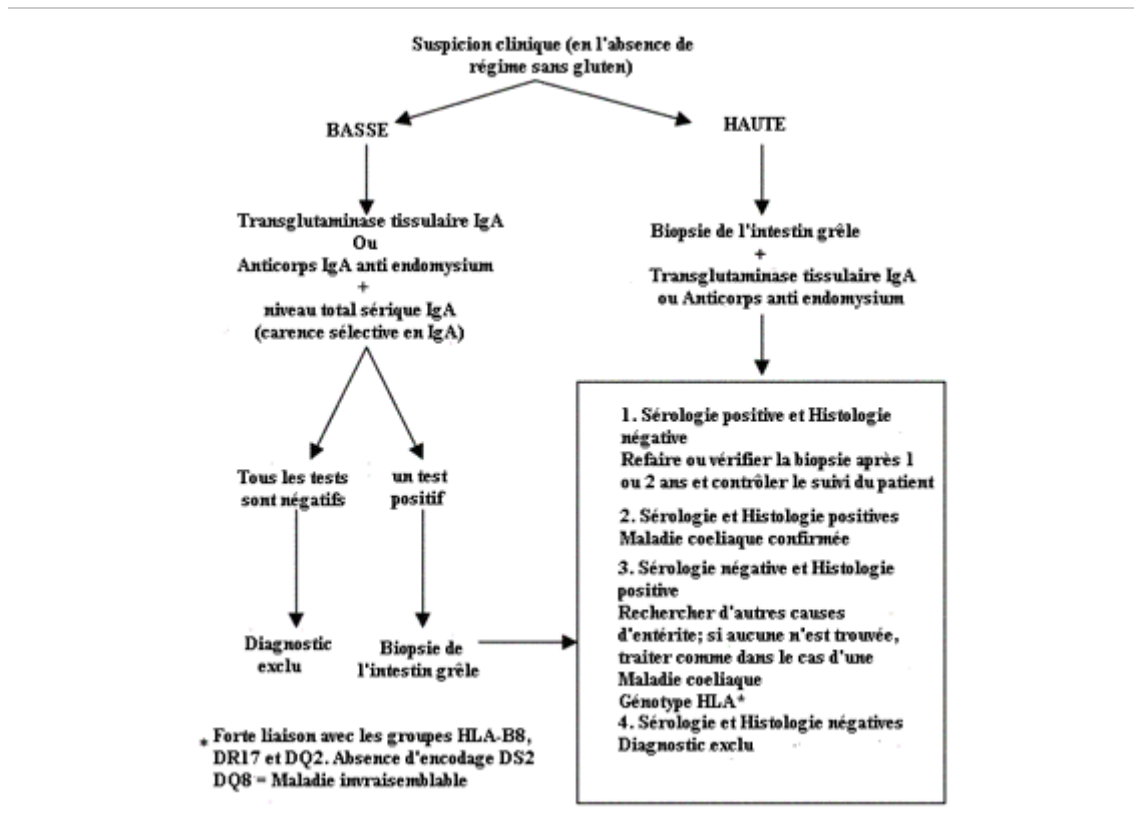 Suspicion clinique (en l'absence de
régime sans gluten)
BASSE
HAUTE
Transglutaminase tissulaire IgA
Ou
Anticorps IgA anti endomysium
+
niveau total sérique IgA
(carence sélective en IgA)
Biopsie de l'intestin grêle
+
Transglutaminase tissulaire IgA
ou Anticorps anti endomysium
Tous les tests
sont négatifs
un test
positif
Diagnostic
exclu
Biopsie de
l'intestin grêle
1. Sérologie positive et Histologie
négative
Refaire ou vérifier la biopsie après 1
ou 2 ans et contrôler le suivi du patient
2. Sérologie et Histologie positives
Maladie coeliaque confirmée
3. Sérologie négative et Histologie
positive
Rechercher d'autres causes
d'entérite; si aucune n'est trouvée,
traiter comme dans le cas d'une
Maladie coeliaque
Génotype HLA*
4. Sérologie et Histologie négatives
Diagnostic exclu
* Forte liaison avec les groupes HLA-B8,
DR17 et DQ2. Absence d'encodage DS2
DQ8 = Maladie invraisemblable